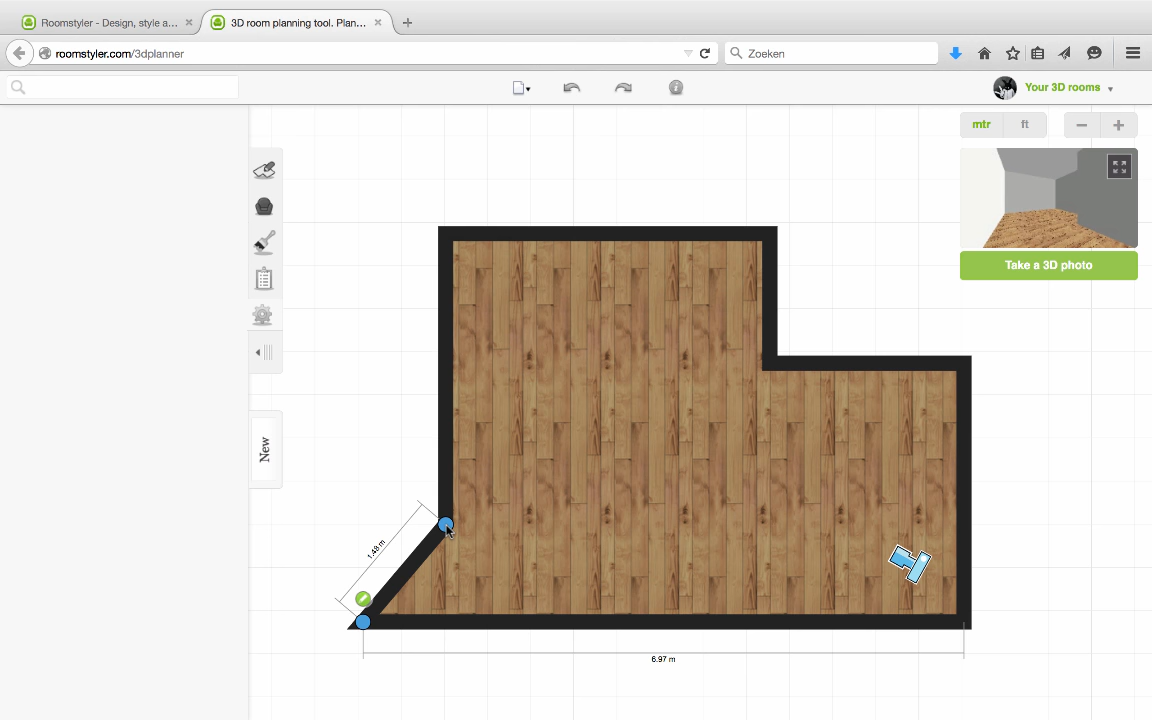 Roomstyler - Design, style a...
3D room planning tool. Plan...
roomstyler.com/3dplanner
Zoeken
Your 3D rooms
mtr
ft
Take a 3D photo
New
1.48 m
6.97 m